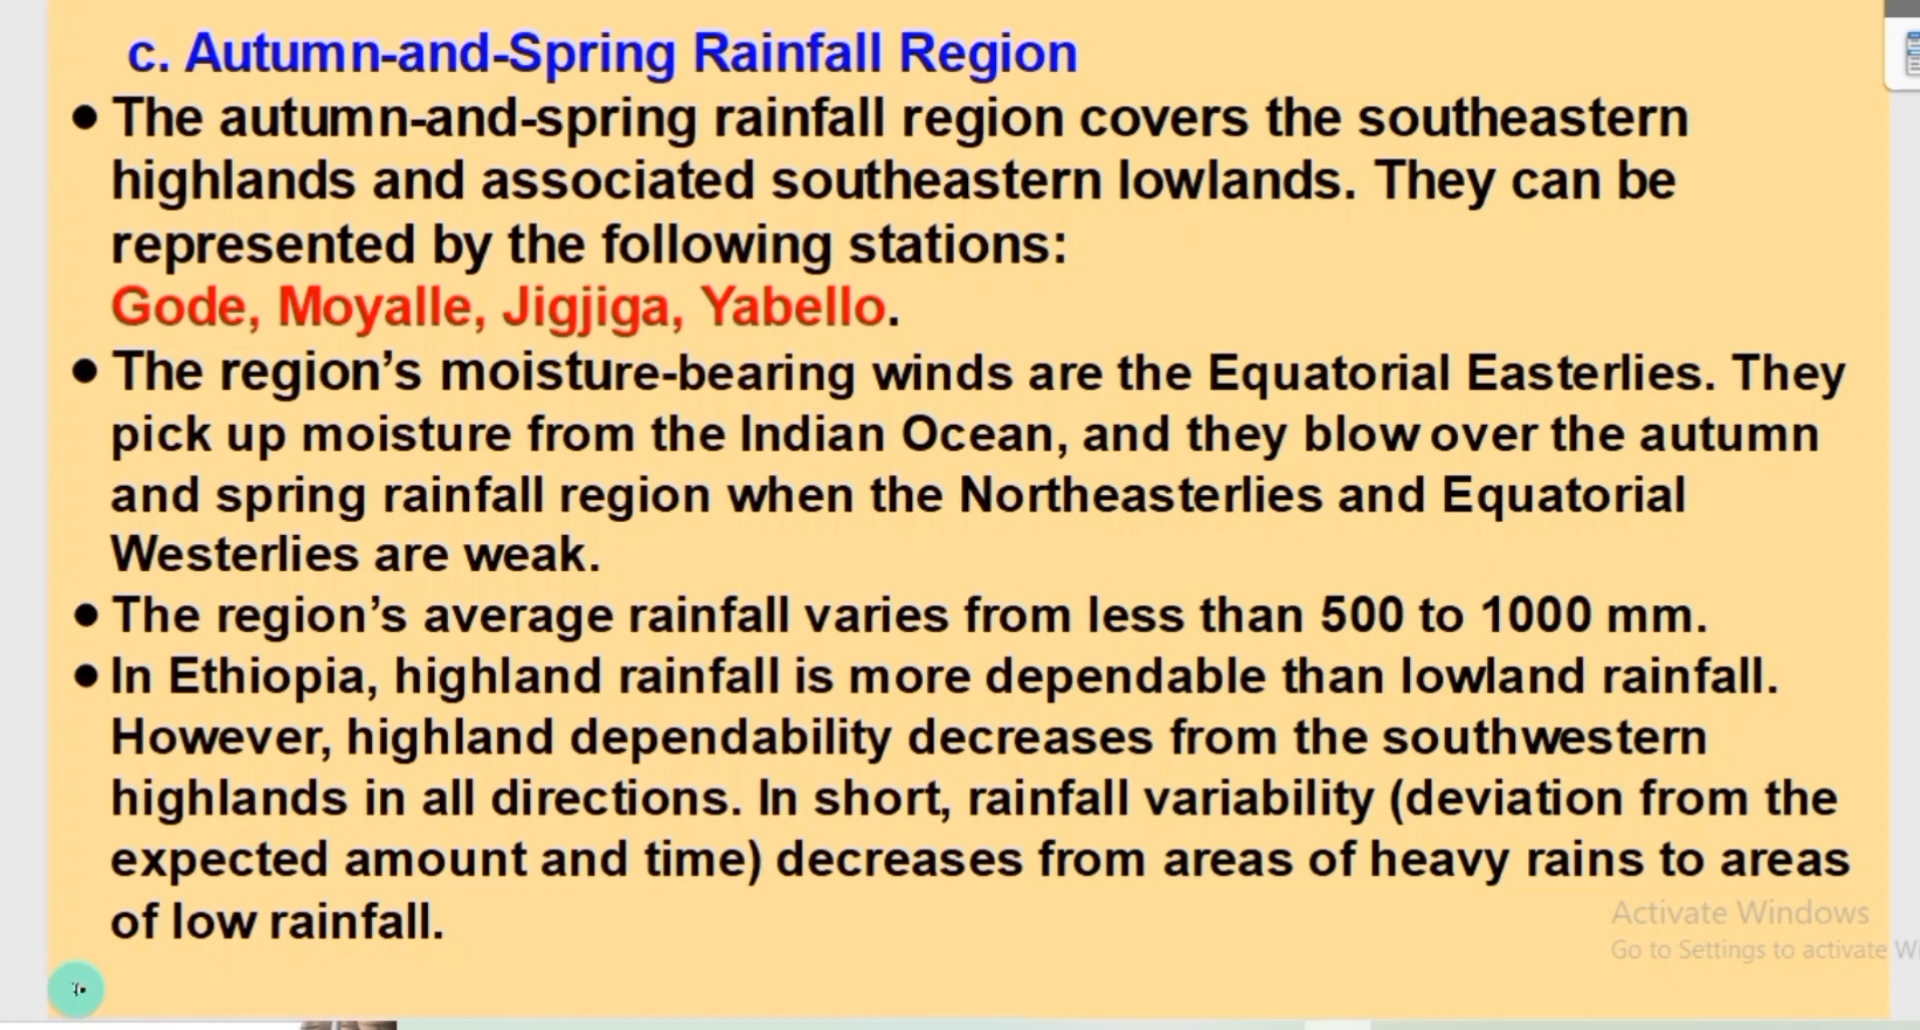 c. Autumn-and-Spring Rainfall Region
● The autumn-and-spring rainfall region covers the southeastern
highlands and associated southeastern lowlands. They can be
represented by the following stations:
Gode, Moyalle, Jigjiga, Yabello.
● The region’s moisture-bearing winds are the Equatorial Easterlies. They
pick up moisture from the Indian Ocean, and they blow over the autumn
and spring rainfall region when the Northeasterlies and Equatorial
Westerlies are weak.
● The region’s average rainfall varies from less than 500 to 1000 mm.
● In Ethiopia, highland rainfall is more dependable than lowland rainfall.
However, highland dependability decreases from the southwestern
highlands in all directions. In short, rainfall variability (deviation from the
expected amount and time) decreases from areas of heavy rains to areas
of low rainfall.
Activate Windows
Go to Settings to activate Wi